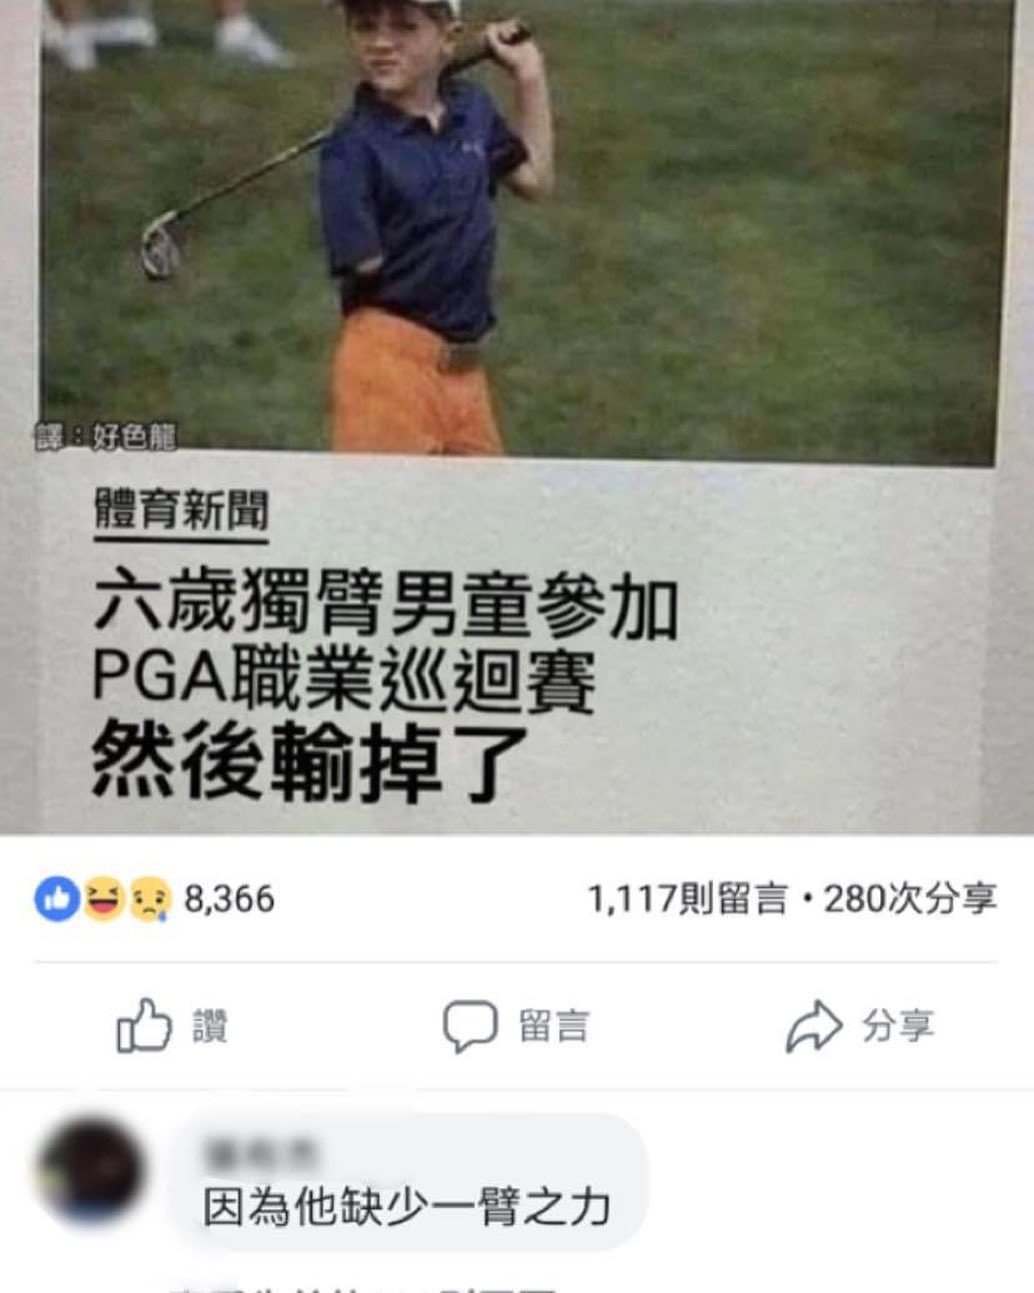 譯：好色龍
體育新聞
六歲獨臂男童參加
PGA職業巡迴賽
然後輸掉了
8,366
1,117則留言・280次分享
讚
留言
分享
因為他缺少一臂之力